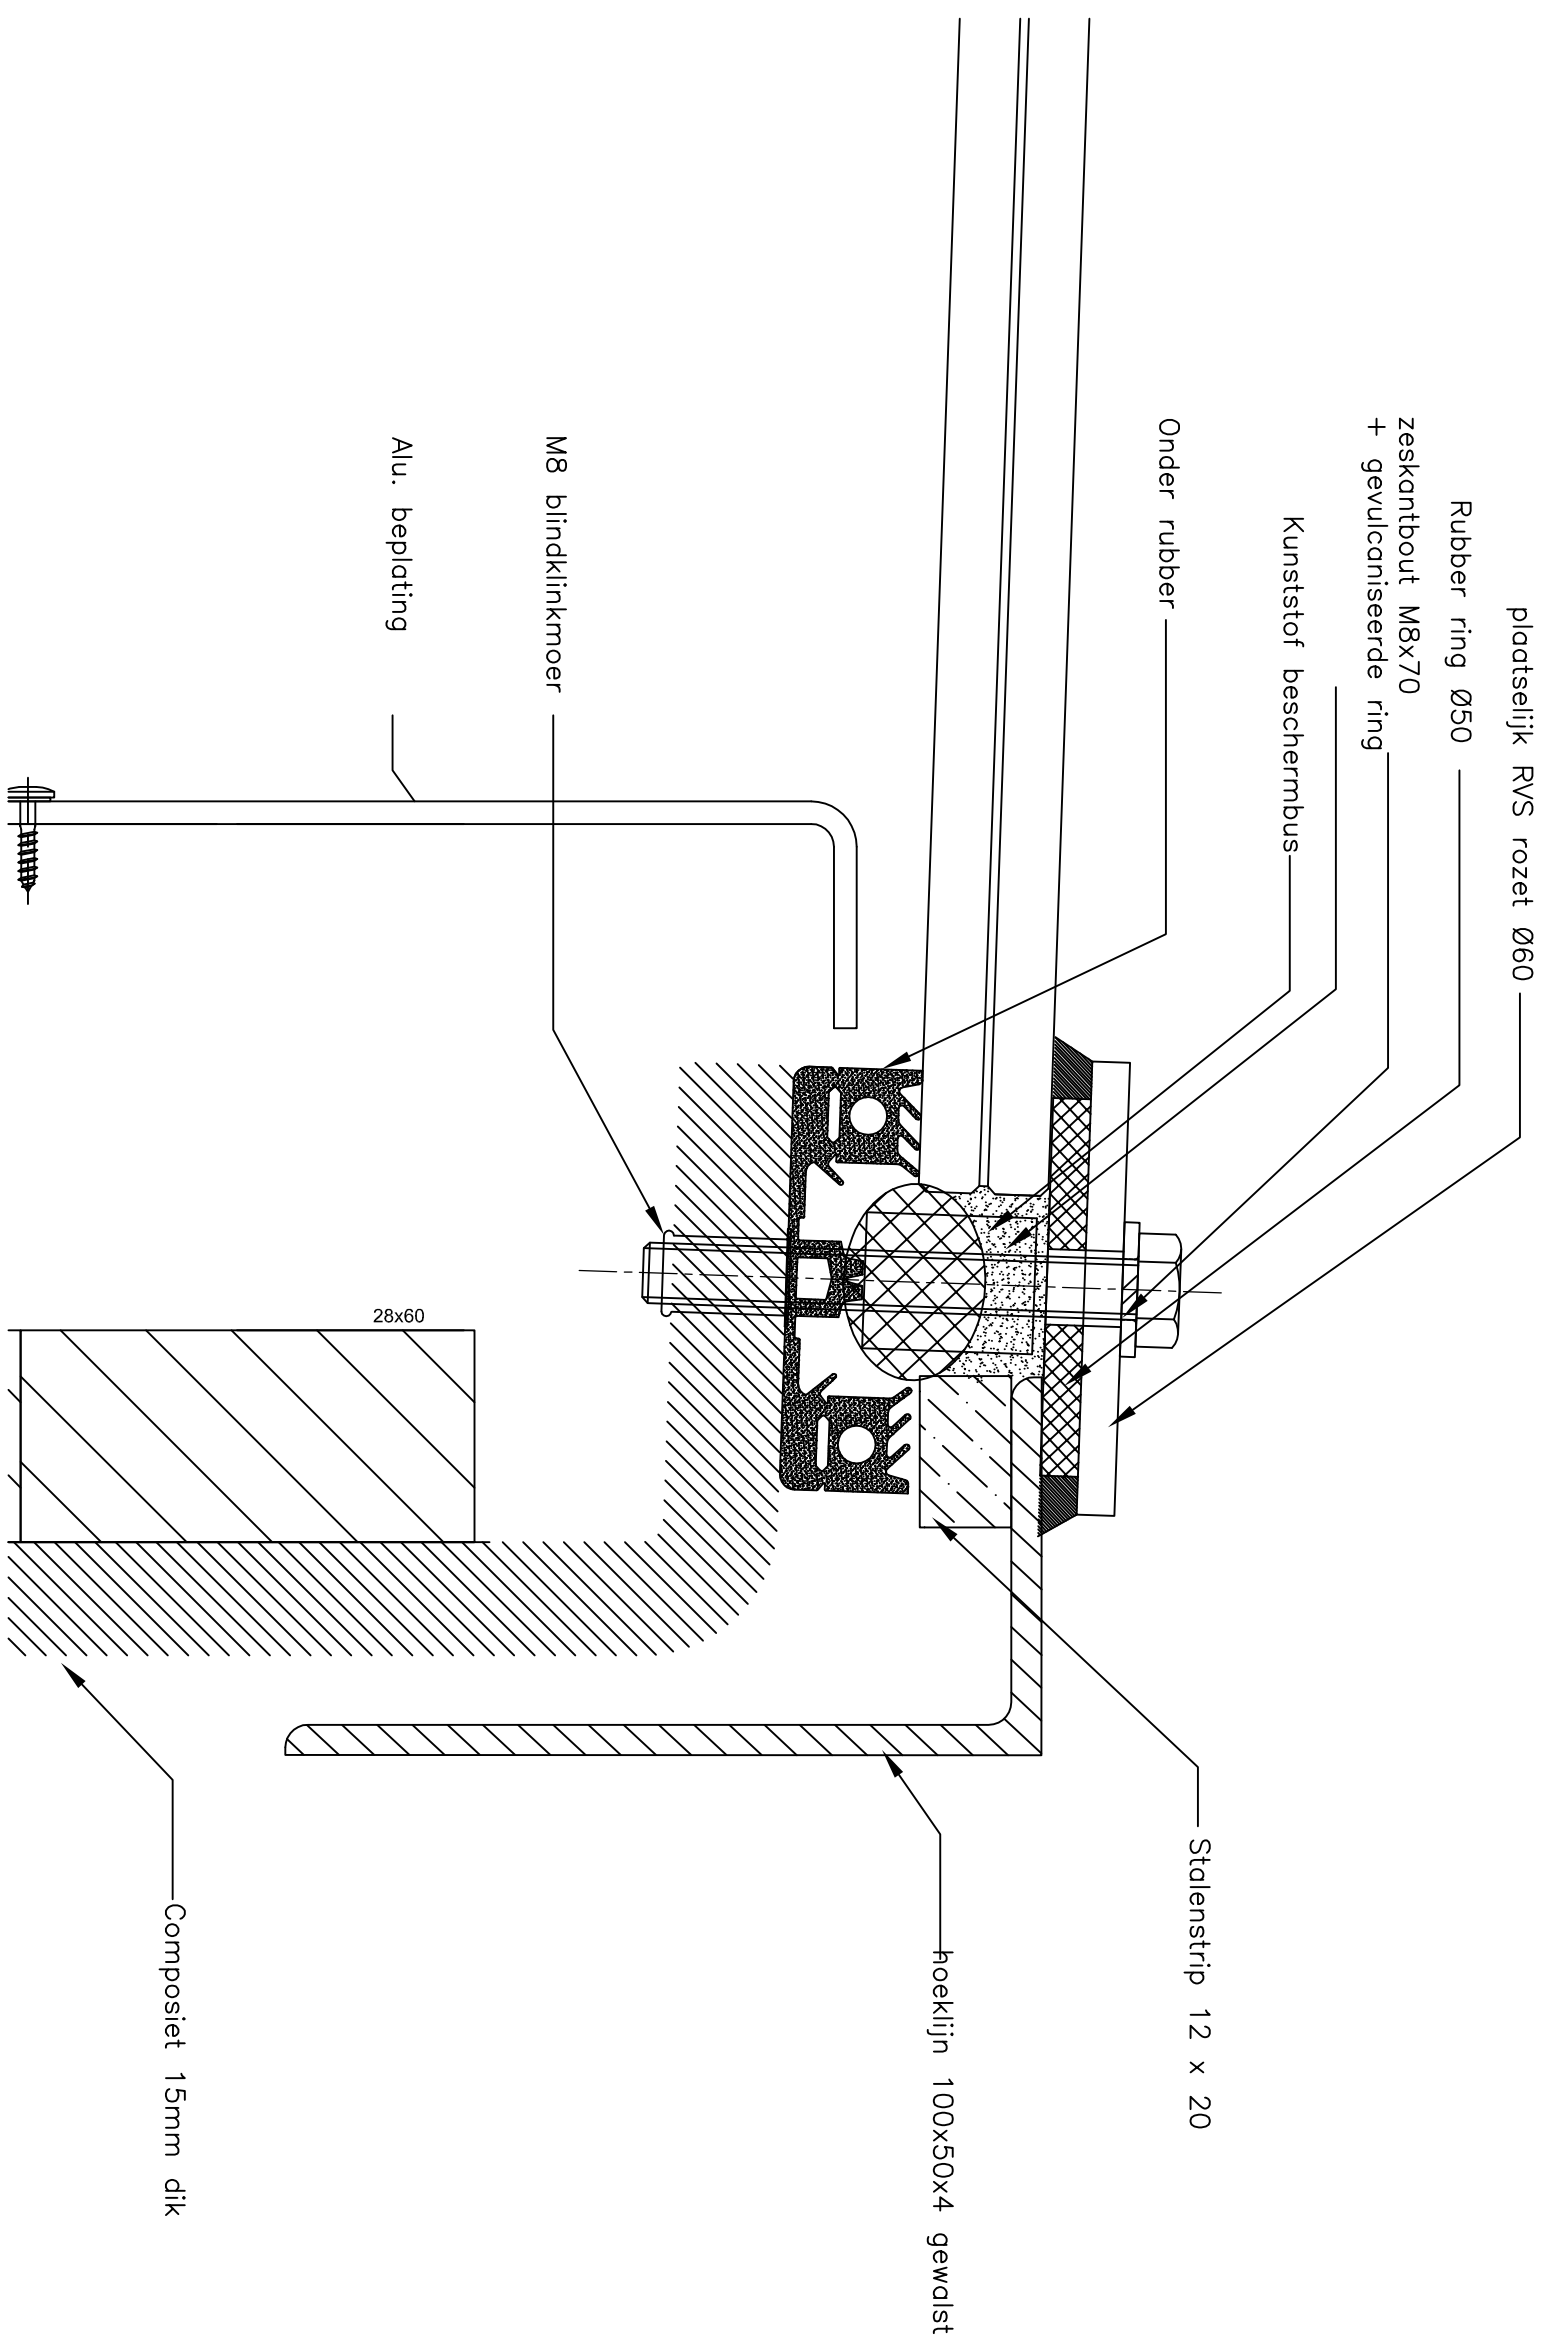 plaatselijk RVS rozet Ø60
Rubber ring Ø50
zeskantbout M8x70
+ gevulcaniseerde ring
Kunststof beschermbus
Onder rubber
M8 blindklinkmoer
Alu. beplating
28x60
Stalenstrip 12 x 20
hoeklijn 100x50x4 gewalst
Composiet 15mm dik